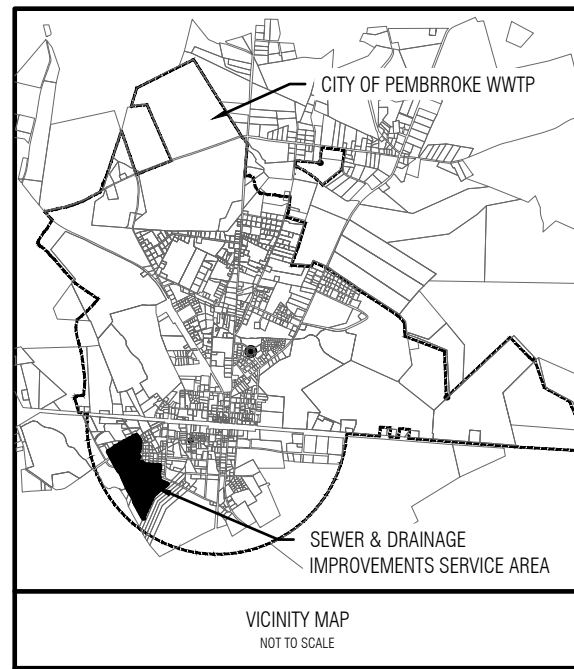 CITY OF PEMBRROKE WWTP
SEWER & DRAINAGE
IMPROVEMENTS SERVICE AREA
VICINITY MAP
NOT TO SCALE